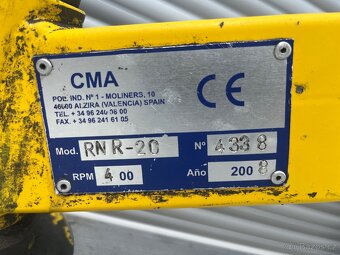 CMA
POL. IND. Nº 1 - MOLINERS, 10
46600 ALZIRA (VALENCIA) SPAIN
TEL. + 34 96 240 36 00
FAX. + 34 96 241 61 05
CE
Mod. RNR-20 Nº 4338
RPM 400 Año 2008